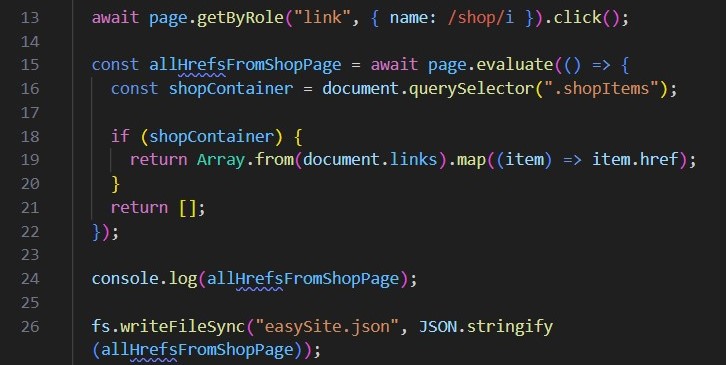 13 await page.getByRole("link", { name: /shop/i }).click();
14
15 const allHrefsFromShopPage = await page.evaluate(() => {
16 const shopContainer = document.querySelector(".shopItems");
17
18 if (shopContainer) {
19 return Array.from(document.links).map((item) => item.href);
20 }
21 return [];
22 });
23
24 console.log(allHrefsFromShopPage);
25
26 fs.writeFileSync("easySite.json", JSON.stringify
(allHrefsFromShopPage));